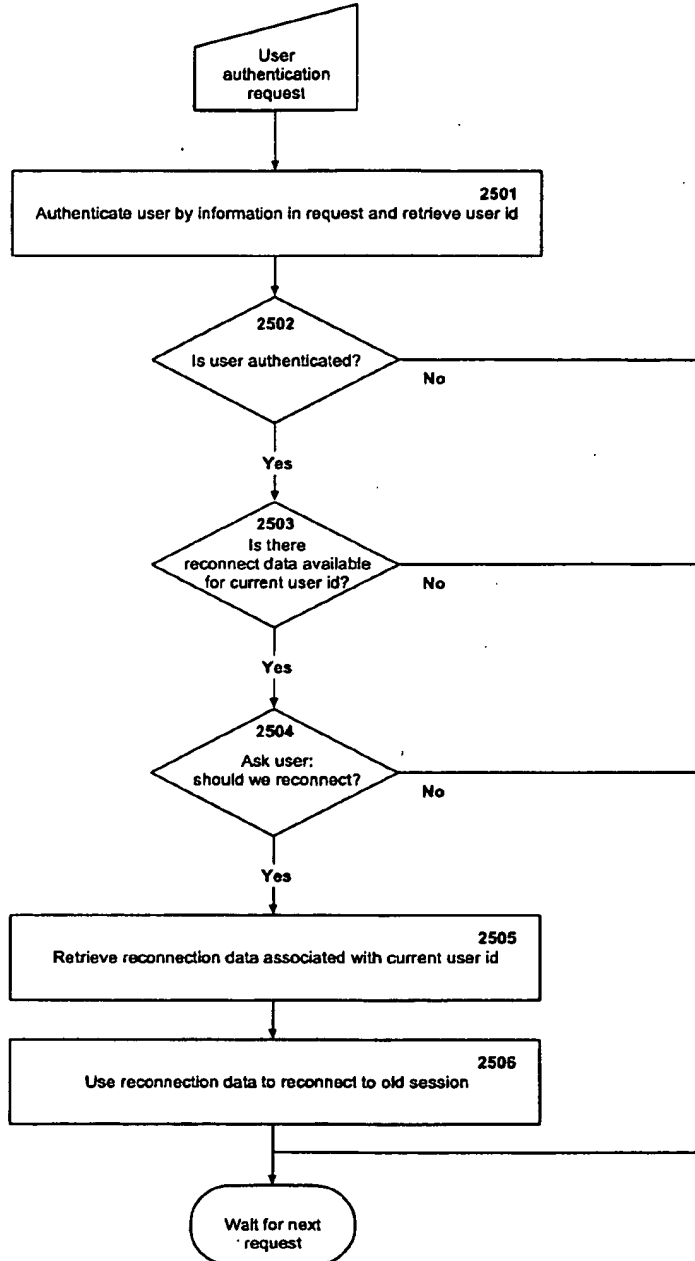 User
authentication
request
2501
Authenticate user by information in request and retrieve user id
2502
Is user authenticated?
No
Yes
2503
Is there
reconnect data available
for current user id?
No
Yes
2504
Ask user:
should we reconnect?
No
Yes
2505
Retrieve reconnection data associated with current user id
2506
Use reconnection data to reconnect to old session
Wait for next
request